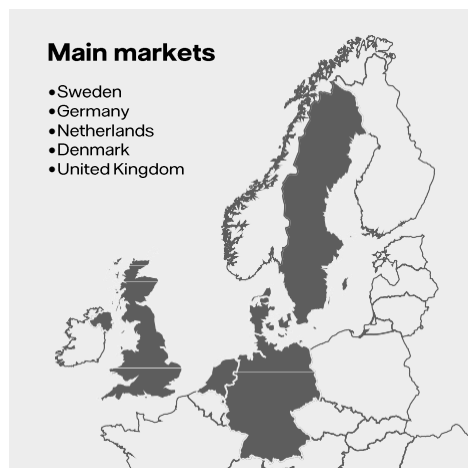 Main markets
•Sweden
•Germany
•Netherlands
•Denmark
•United Kingdom